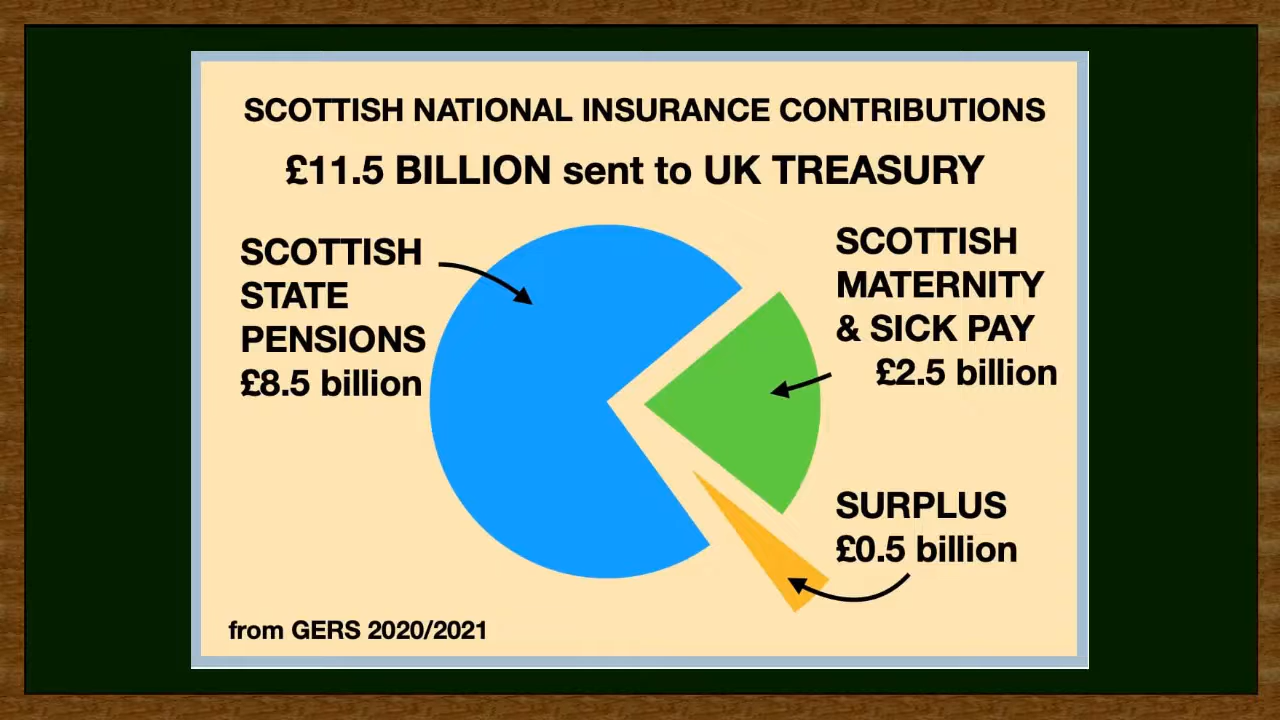 SCOTTISH NATIONAL INSURANCE CONTRIBUTIONS
£11.5 BILLION sent to UK TREASURY
SCOTTISH
STATE
PENSIONS
£8.5 billion
SCOTTISH
MATERNITY
& SICK PAY
£2.5 billion
SURPLUS
£0.5 billion
from GERS 2020/2021